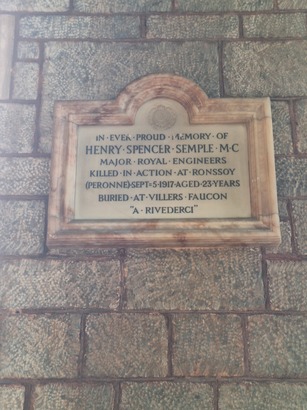 IN·EVER·PROUD·MEMORY·OF
HENRY·SPENCER·SEMPLE·M·C
MAJOR·ROYAL·ENGINEERS
KILLED·IN·ACTION·AT·RONSSOY
(PERONNE)SEPT·5·1917·AGED·23·YEARS
BURIED·AT·VILLERS·FAUCON
"A·RIVEDERCI"